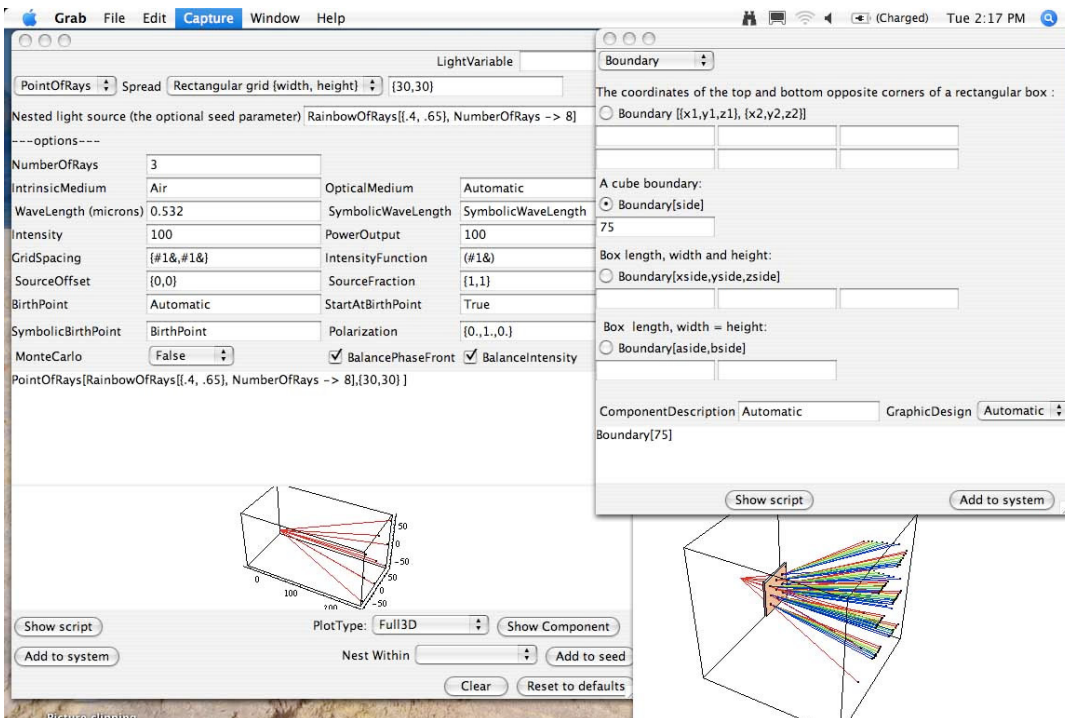 Grab File Edit Capture Window Help
(Charged) Tue 2:17 PM
LightVariable
PointOfRays Spread Rectangular grid {width, height} {30,30}
Nested light source (the optional seed parameter) RainbowOfRays[{.4, .65}, NumberOfRays -> 8]
---options---
NumberOfRays 3
IntrinsicMedium Air OpticalMedium Automatic
WaveLength (microns) 0.532 SymbolicWaveLength SymbolicWaveLength
Intensity 100 PowerOutput 100
GridSpacing {#1&,#1&} IntensityFunction (#1&)
SourceOffset {0,0} SourceFraction {1,1}
BirthPoint Automatic StartAtBirthPoint True
SymbolicBirthPoint BirthPoint Polarization {0.,1.,0.}
MonteCarlo False BalancePhaseFront BalanceIntensity
PointOfRays[RainbowOfRays[{.4, .65}, NumberOfRays -> 8],{30,30} ]
50
0
-50
50
0
-50
0
100
200
Show script PlotType: Full3D Show Component
Add to system Nest Within Add to seed
Clear Reset to defaults
Boundary
The coordinates of the top and bottom opposite corners of a rectangular box :
Boundary [{x1,y1,z1}, {x2,y2,z2}]
A cube boundary:
Boundary[side]
75
Box length, width and height:
Boundary[xside,yside,zside]
Box length, width = height:
Boundary[aside,bside]
ComponentDescription Automatic GraphicDesign Automatic
Boundary[75]
Show script Add to system
Picture clipping